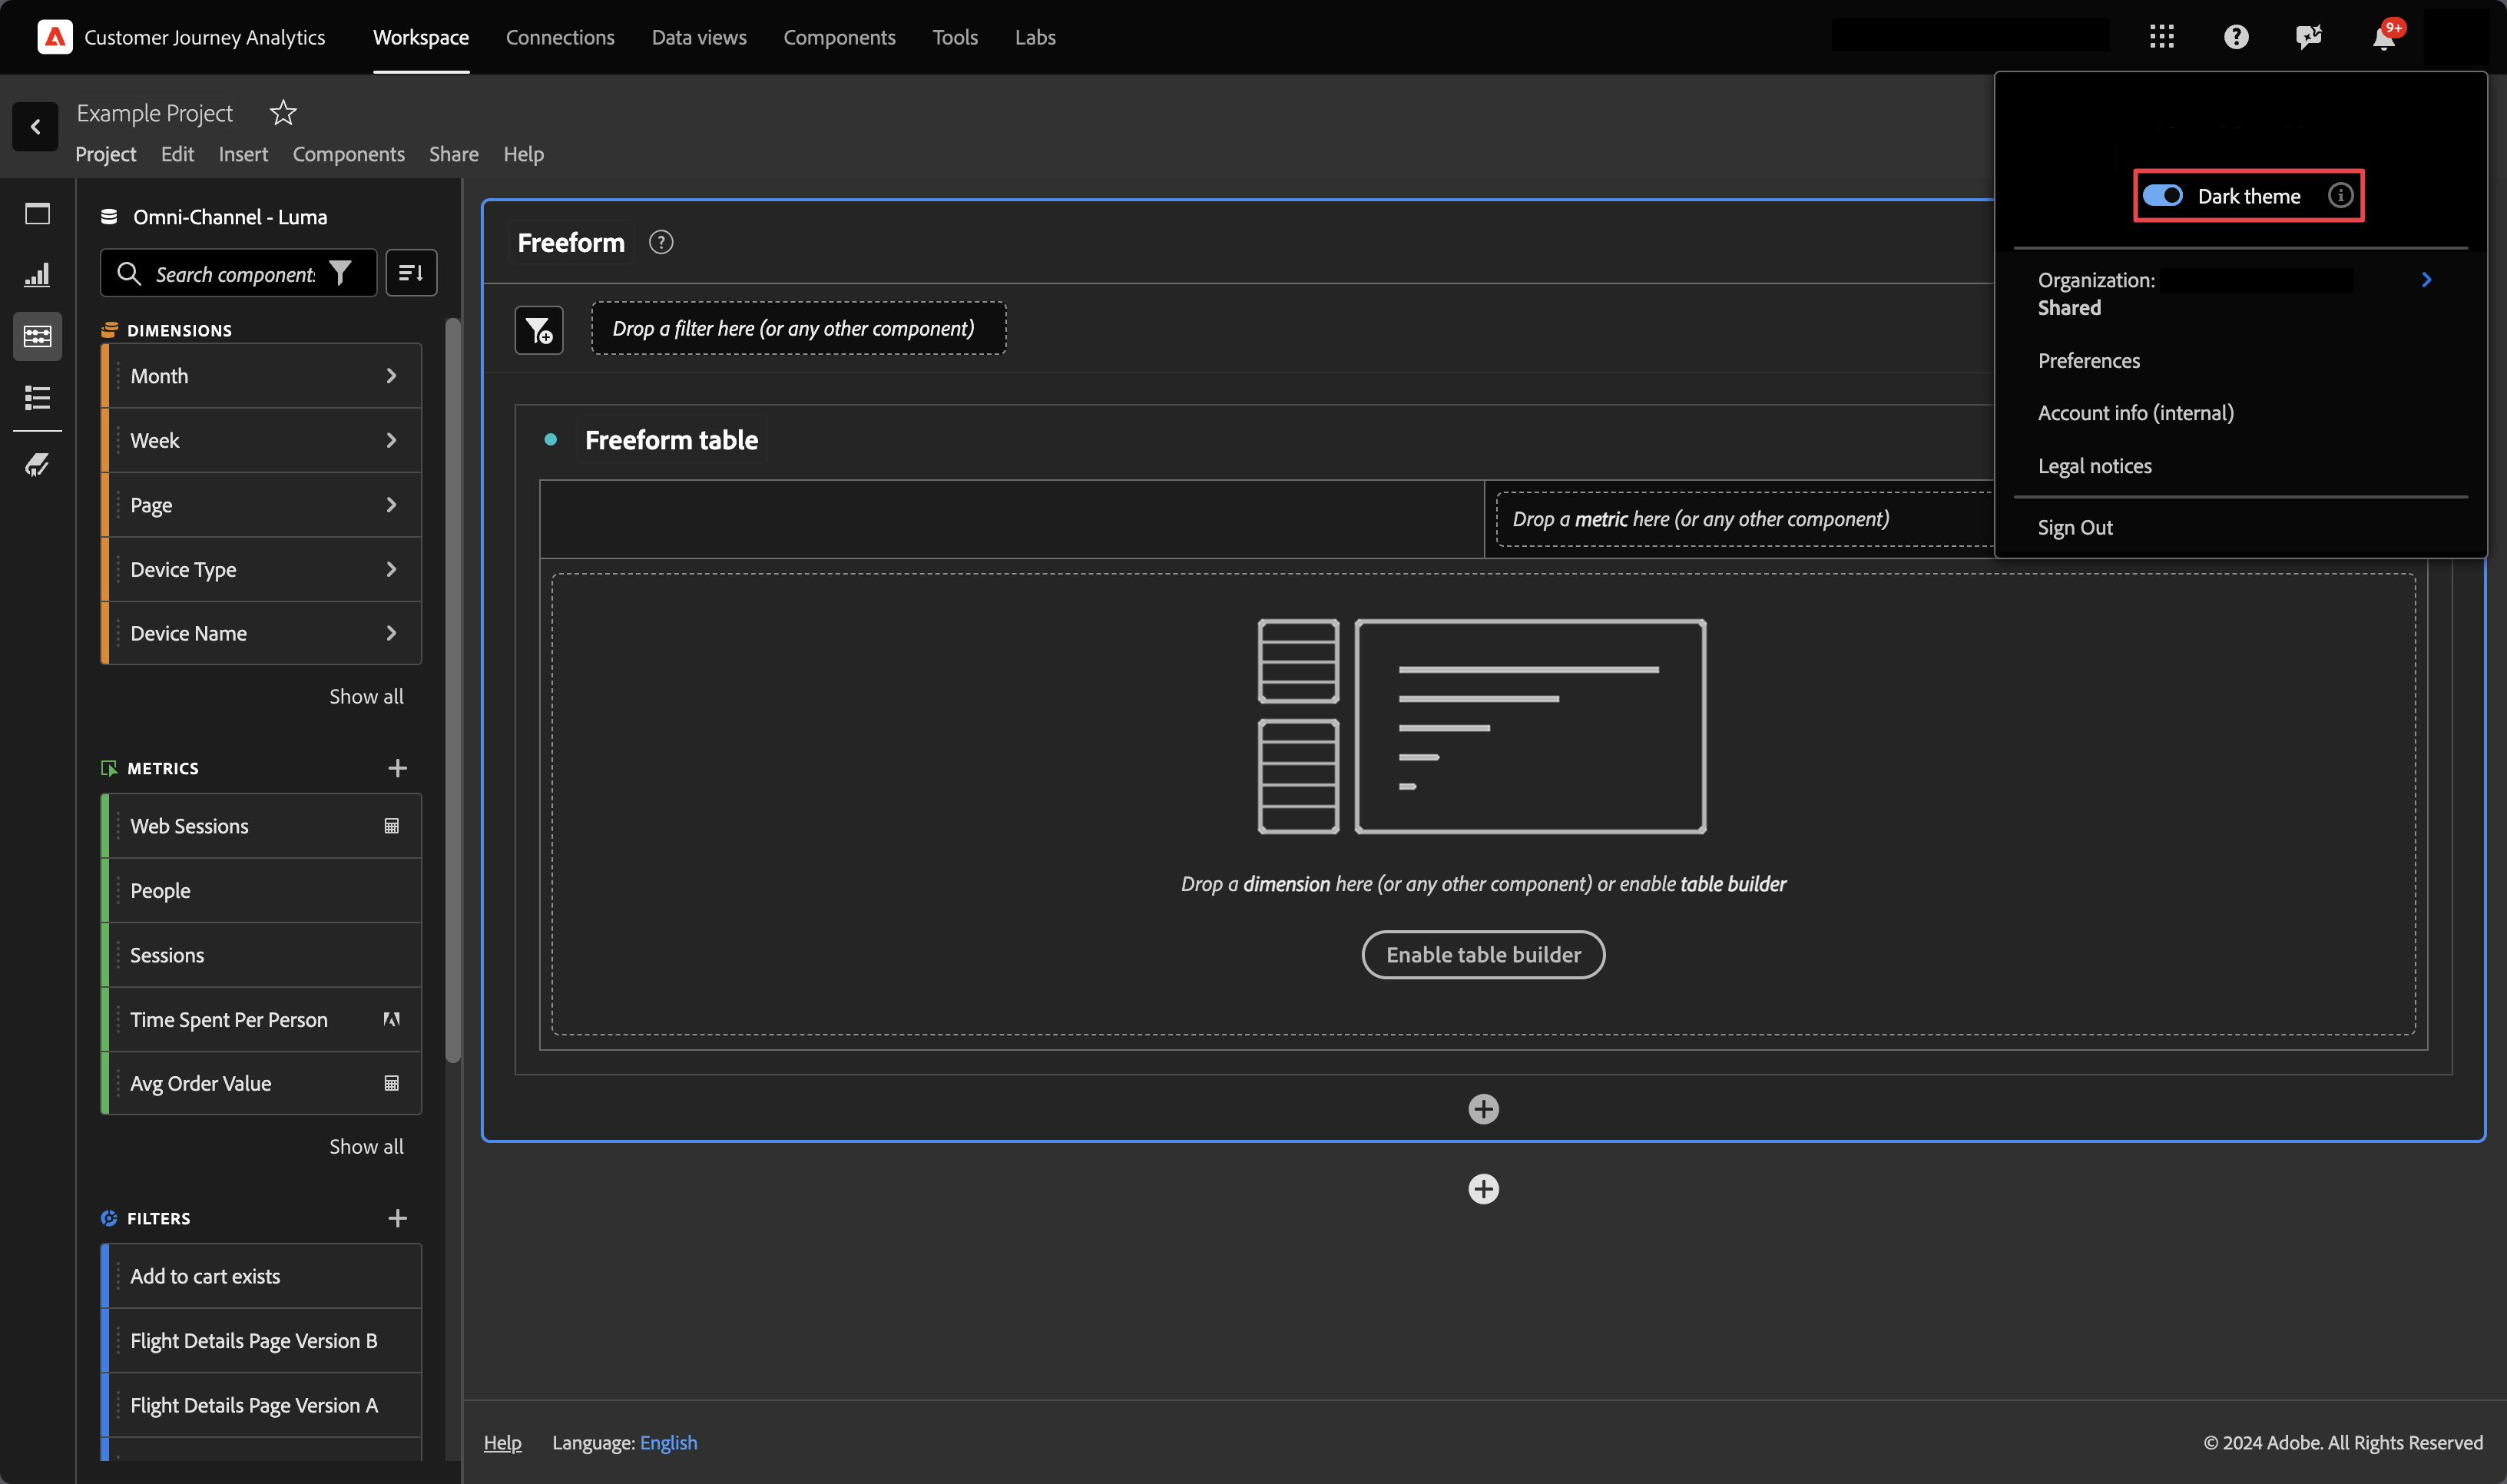 Customer Journey Analytics
Workspace
Connections
Data views
Components
Tools
Labs
9+
Example Project
Project
Edit
Insert
Components
Share
Help
Dark theme
Organization:
Shared
Preferences
Account info (internal)
Legal notices
Sign Out
Omni-Channel - Luma
Search component
DIMENSIONS
Month
Week
Page
Device Type
Device Name
Show all
METRICS
Web Sessions
People
Sessions
Time Spent Per Person
Avg Order Value
Show all
FILTERS
Add to cart exists
Flight Details Page Version B
Flight Details Page Version A
Freeform
Drop a filter here (or any other component)
Freeform table
Drop a metric here (or any other component)
Drop a dimension here (or any other component) or enable table builder
Enable table builder
Help
Language: English
© 2024 Adobe. All Rights Reserved